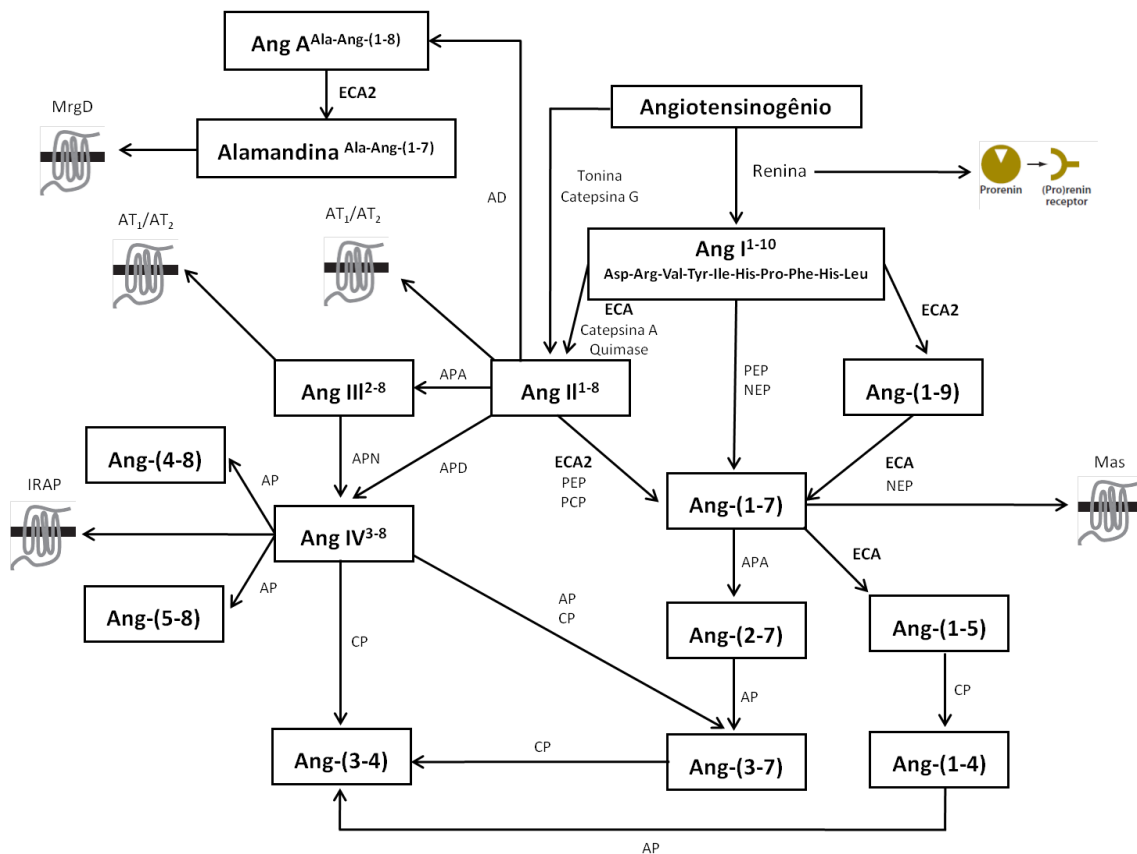 Ang A Ala-Ang-(1-8)
ECA2
MrgD
Alamandina Ala-Ang-(1-7)
Angiotensinogênio
Tonina
Catepsina G
AD
Renina
Prorenin
(Pro)renin
receptor
AT1/AT2
AT1/AT2
Ang I1-10
Asp-Arg-Val-Tyr-Ile-His-Pro-Phe-His-Leu
ECA
Catepsina A
Quimase
ECA2
PEP
NEP
Ang III2-8
APA
Ang II1-8
Ang-(1-9)
Ang-(4-8)
APN
APD
ECA2
PEP
PCP
ECA
NEP
IRAP
AP
Ang IV3-8
Ang-(1-7)
Mas
AP
APA
ECA
Ang-(5-8)
AP
CP
Ang-(2-7)
Ang-(1-5)
CP
AP
CP
Ang-(3-4)
CP
Ang-(3-7)
Ang-(1-4)
AP